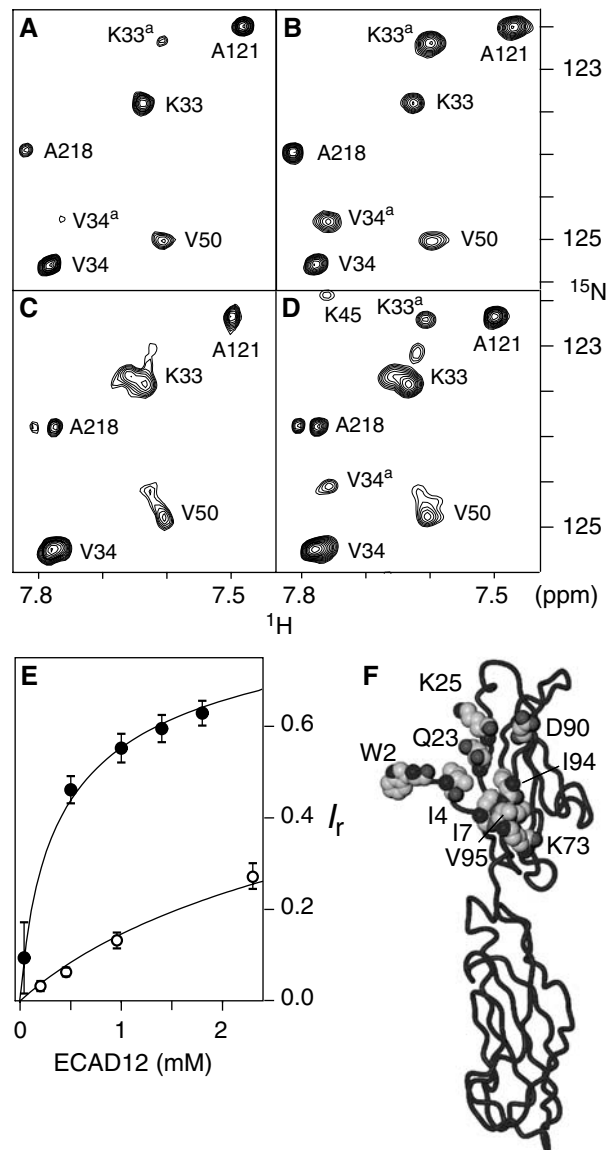 A
K33a
A121
K33
A218
V34a
V50
V34
B
K33a
A121
123
K33
A218
V34a
V50
125
V34
15N
C
A121
K33
A218
V50
V34
D
K45
K33a
A121
123
K33
A218
V34a
V50
125
V34
7.8 7.5 7.8 7.5 (ppm)
1H
E
0.6
Ir
0.4
0.2
0.0
0 1 2
ECAD12 (mM)
F
K25
D90
Q23
W2
I94
I4
I7
V95
K73